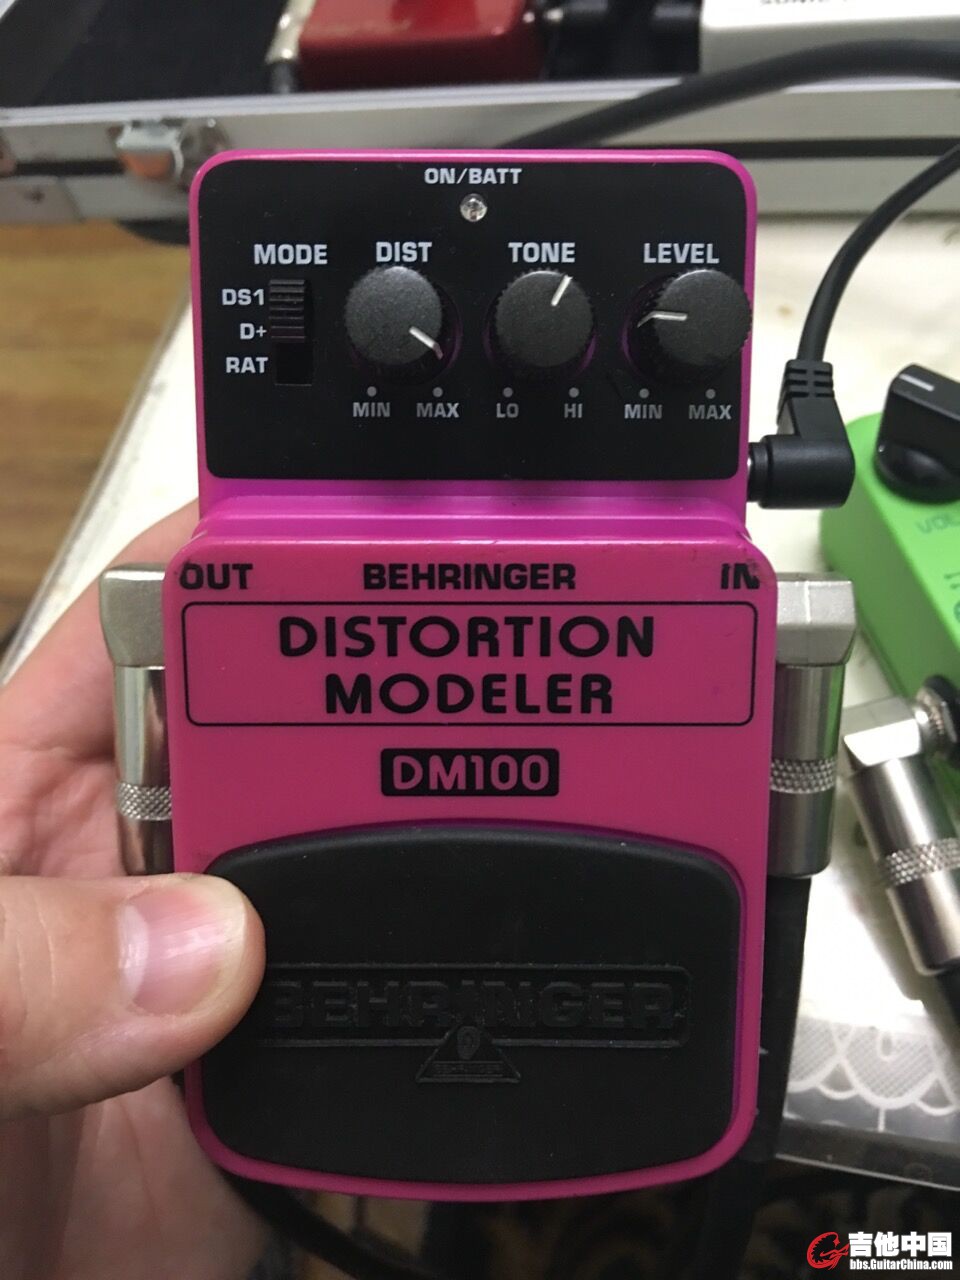 ON/BATT
MODE DIST TONE LEVEL
DS1
D+
RAT
MIN MAX LO HI MIN MAX
OUT BEHRINGER IN
DISTORTION
MODELER
DM100
BEHRINGER
BEHRINGER
吉他中国
bbs.GuitarChina.com